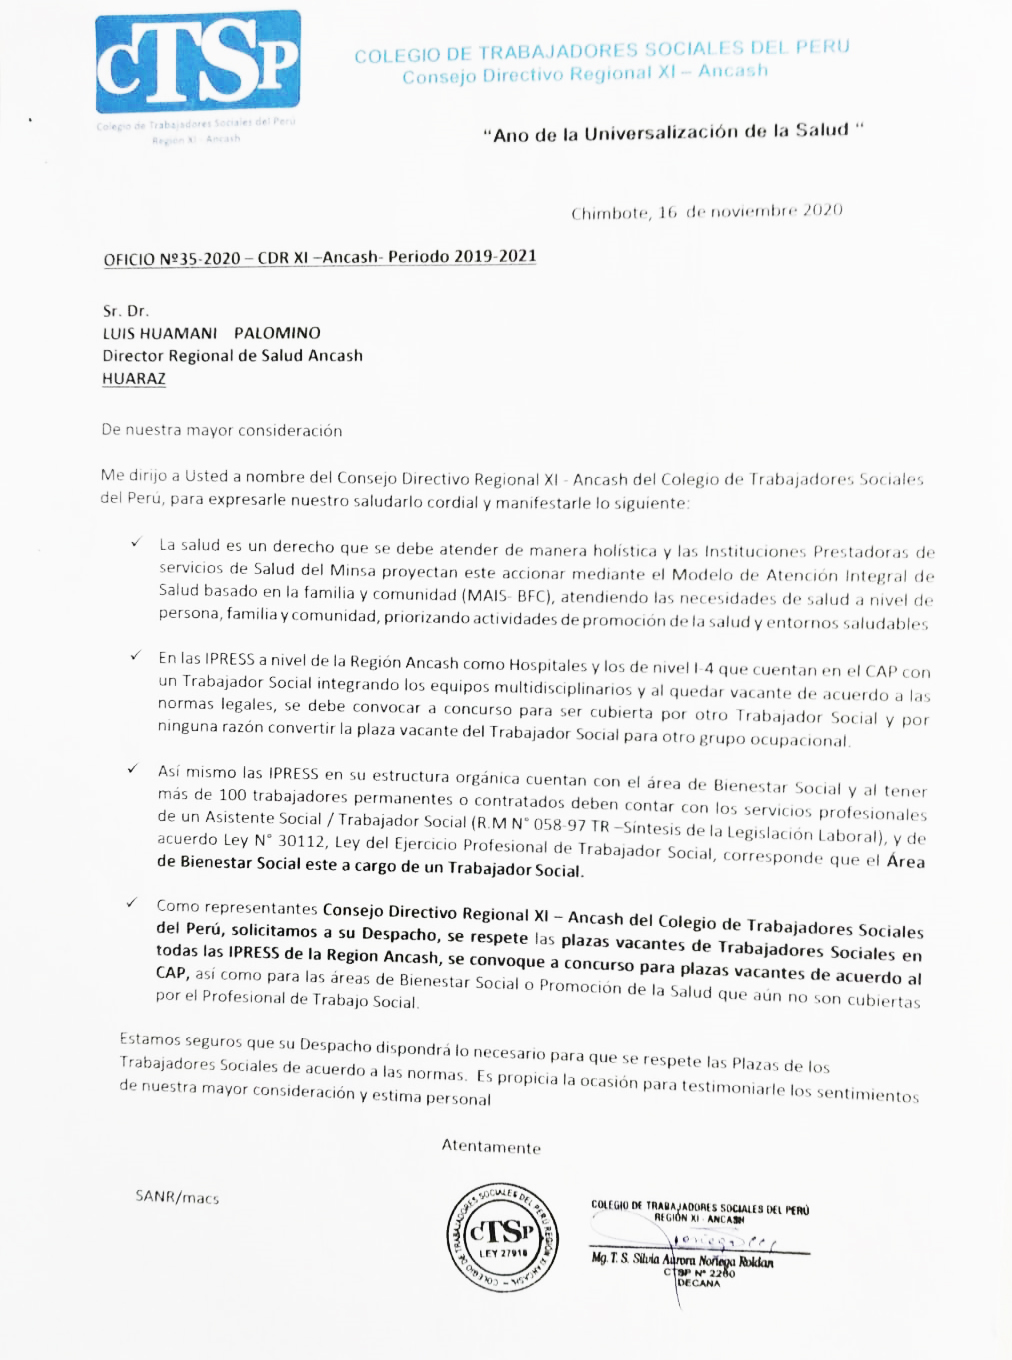 cTSp
Colegio de Trabajadores Sociales del Perú
Región XI - Ancash
COLEGIO DE TRABAJADORES SOCIALES DEL PERU
Consejo Directivo Regional XI – Ancash
“Ano de la Universalización de la Salud “
Chimbote, 16 de noviembre 2020
OFICIO Nº35-2020 – CDR XI –Ancash- Periodo 2019-2021
Sr. Dr.
LUIS HUAMANI PALOMINO
Director Regional de Salud Ancash
HUARAZ
De nuestra mayor consideración
Me dirijo a Usted a nombre del Consejo Directivo Regional XI - Ancash del Colegio de Trabajadores Sociales
del Perú, para expresarle nuestro saludarlo cordial y manifestarle lo siguiente:
✓ La salud es un derecho que se debe atender de manera holística y las Instituciones Prestadoras de
servicios de Salud del Minsa proyectan este accionar mediante el Modelo de Atención Integral de
Salud basado en la familia y comunidad (MAIS- BFC), atendiendo las necesidades de salud a nivel de
persona, familia y comunidad, priorizando actividades de promoción de la salud y entornos saludables
✓ En las IPRESS a nivel de la Región Ancash como Hospitales y los de nivel I-4 que cuentan en el CAP con
un Trabajador Social integrando los equipos multidisciplinarios y al quedar vacante de acuerdo a las
normas legales, se debe convocar a concurso para ser cubierta por otro Trabajador Social y por
ninguna razón convertir la plaza vacante del Trabajador Social para otro grupo ocupacional.
✓ Así mismo las IPRESS en su estructura orgánica cuentan con el área de Bienestar Social y al tener
más de 100 trabajadores permanentes o contratados deben contar con los servicios profesionales
de un Asistente Social / Trabajador Social (R.M N° 058-97 TR –Síntesis de la Legislación Laboral), y de
acuerdo Ley N° 30112, Ley del Ejercicio Profesional de Trabajador Social, corresponde que el Área
de Bienestar Social este a cargo de un Trabajador Social.
✓ Como representantes Consejo Directivo Regional XI – Ancash del Colegio de Trabajadores Sociales
del Perú, solicitamos a su Despacho, se respete las plazas vacantes de Trabajadores Sociales en
todas las IPRESS de la Region Ancash, se convoque a concurso para plazas vacantes de acuerdo al
CAP, así como para las áreas de Bienestar Social o Promoción de la Salud que aún no son cubiertas
por el Profesional de Trabajo Social.
Estamos seguros que su Despacho dispondrá lo necesario para que se respete las Plazas de los
Trabajadores Sociales de acuerdo a las normas. Es propicia la ocasión para testimoniarle los sentimientos
de nuestra mayor consideración y estima personal
Atentamente
SANR/macs
COLEGIO DE TRABAJADORES SOCIALES DEL PERÚ REGION XI ANCASH
cTSp
LEY 27918
COLEGIO DE TRABAJADORES SOCIALES DEL PERÚ
REGIÓN XI - ANCASH
Mg. T. S. Silvia Aurora Noriega Roldan
CTSP N° 2260
DECANA